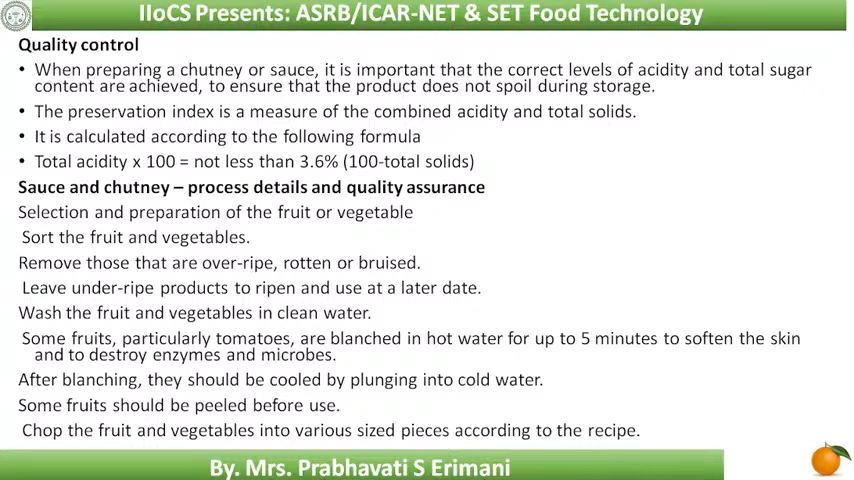 IIoCS Presents: ASRB/ICAR-NET & SET Food Technology
Quality control
• When preparing a chutney or sauce, it is important that the correct levels of acidity and total sugar
content are achieved, to ensure that the product does not spoil during storage.
• The preservation index is a measure of the combined acidity and total solids.
• It is calculated according to the following formula
• Total acidity x 100 = not less than 3.6% (100-total solids)
Sauce and chutney – process details and quality assurance
Selection and preparation of the fruit or vegetable
Sort the fruit and vegetables.
Remove those that are over-ripe, rotten or bruised.
Leave under-ripe products to ripen and use at a later date.
Wash the fruit and vegetables in clean water.
Some fruits, particularly tomatoes, are blanched in hot water for up to 5 minutes to soften the skin
and to destroy enzymes and microbes.
After blanching, they should be cooled by plunging into cold water.
Some fruits should be peeled before use.
Chop the fruit and vegetables into various sized pieces according to the recipe.
By. Mrs. Prabhavati S Erimani